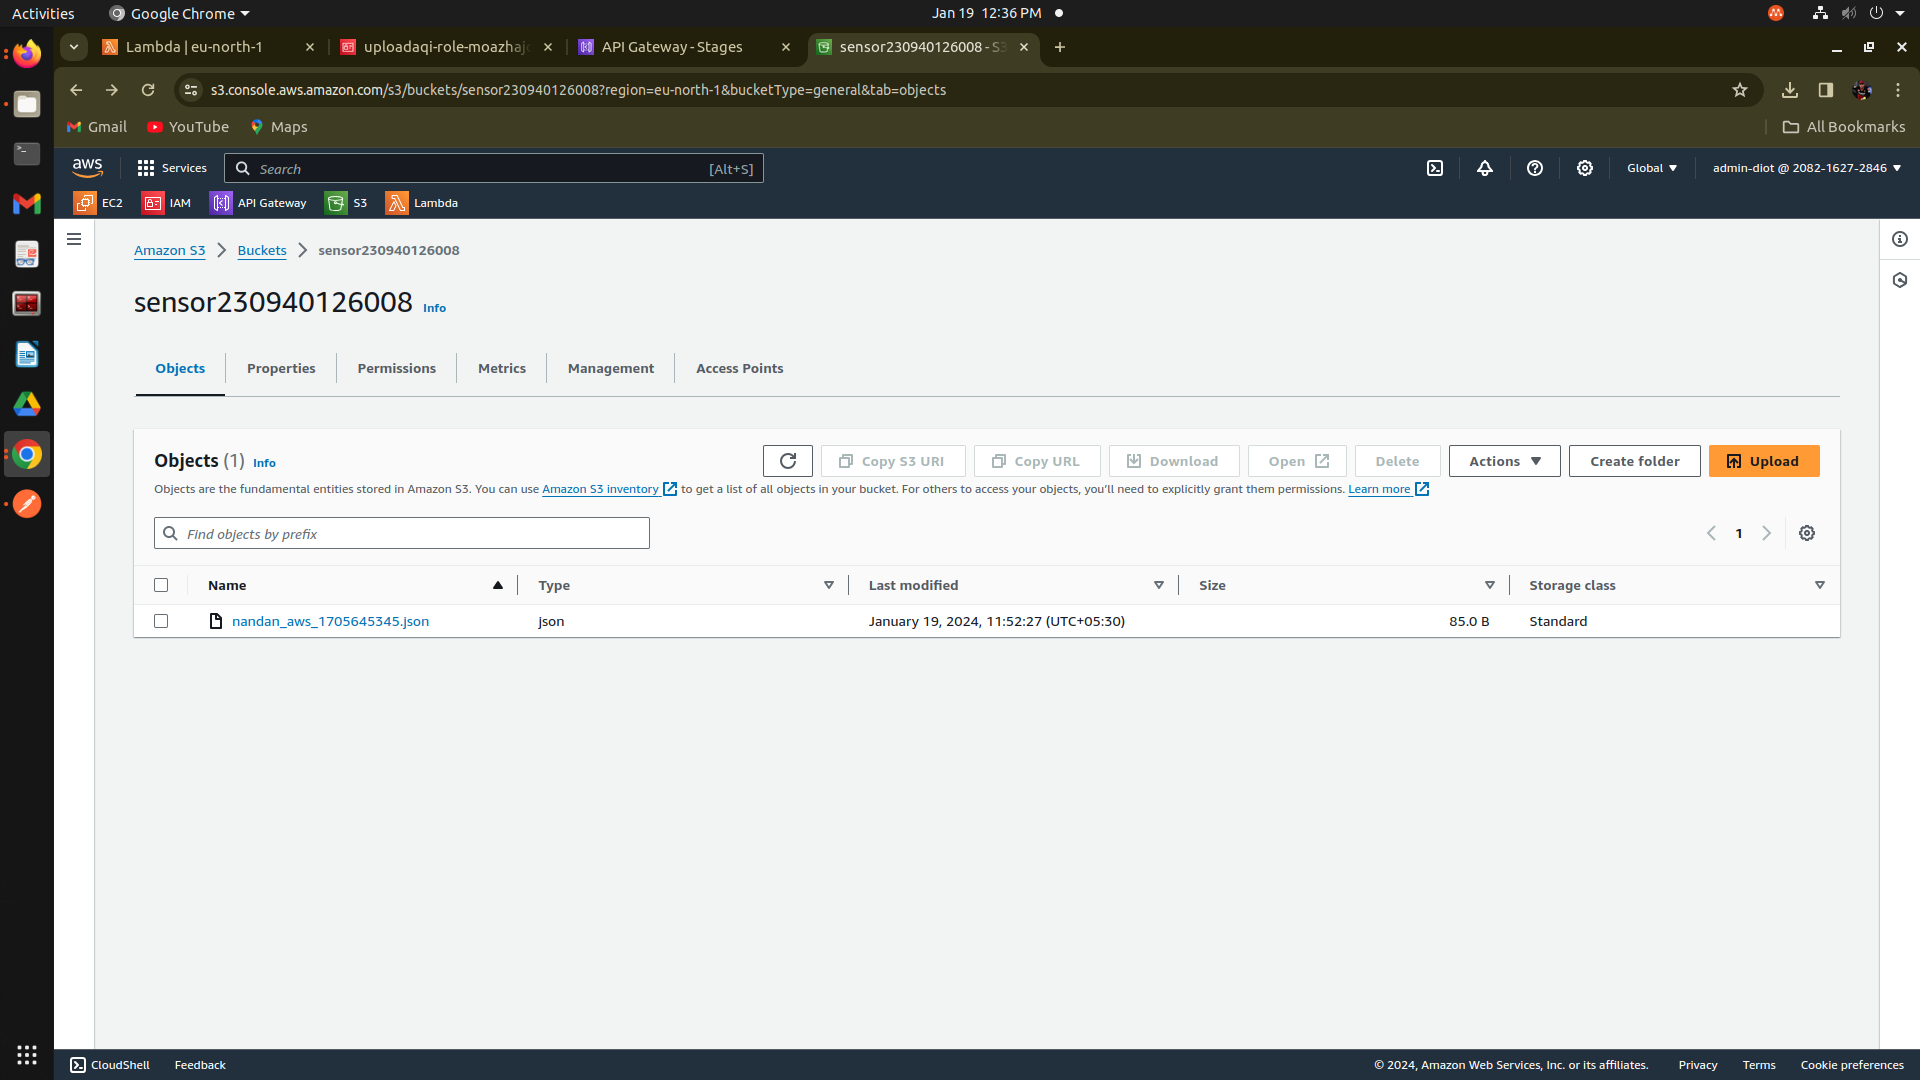 Activities
Google Chrome
Jan 19 12:36 PM
Lambda | eu-north-1
uploadaqi-role-moazhaj
API Gateway - Stages
sensor230940126008 - S3
s3.console.aws.amazon.com/s3/buckets/sensor230940126008?region=eu-north-1&bucketType=general&tab=objects
Gmail
YouTube
Maps
All Bookmarks
aws
Services
Search
[Alt+S]
Global
admin-diot @ 2082-1627-2846
EC2
IAM
API Gateway
S3
Lambda
Amazon S3
Buckets
sensor230940126008
sensor230940126008 Info
Objects
Properties
Permissions
Metrics
Management
Access Points
Objects (1) Info
Copy S3 URI
Copy URL
Download
Open
Delete
Actions
Create folder
Upload
Objects are the fundamental entities stored in Amazon S3. You can use Amazon S3 inventory to get a list of all objects in your bucket. For others to access your objects, you'll need to explicitly grant them permissions. Learn more
Find objects by prefix
1
Name
Type
Last modified
Size
Storage class
nandan_aws_1705645345.json
json
January 19, 2024, 11:52:27 (UTC+05:30)
85.0 B
Standard
CloudShell
Feedback
© 2024, Amazon Web Services, Inc. or its affiliates.
Privacy
Terms
Cookie preferences